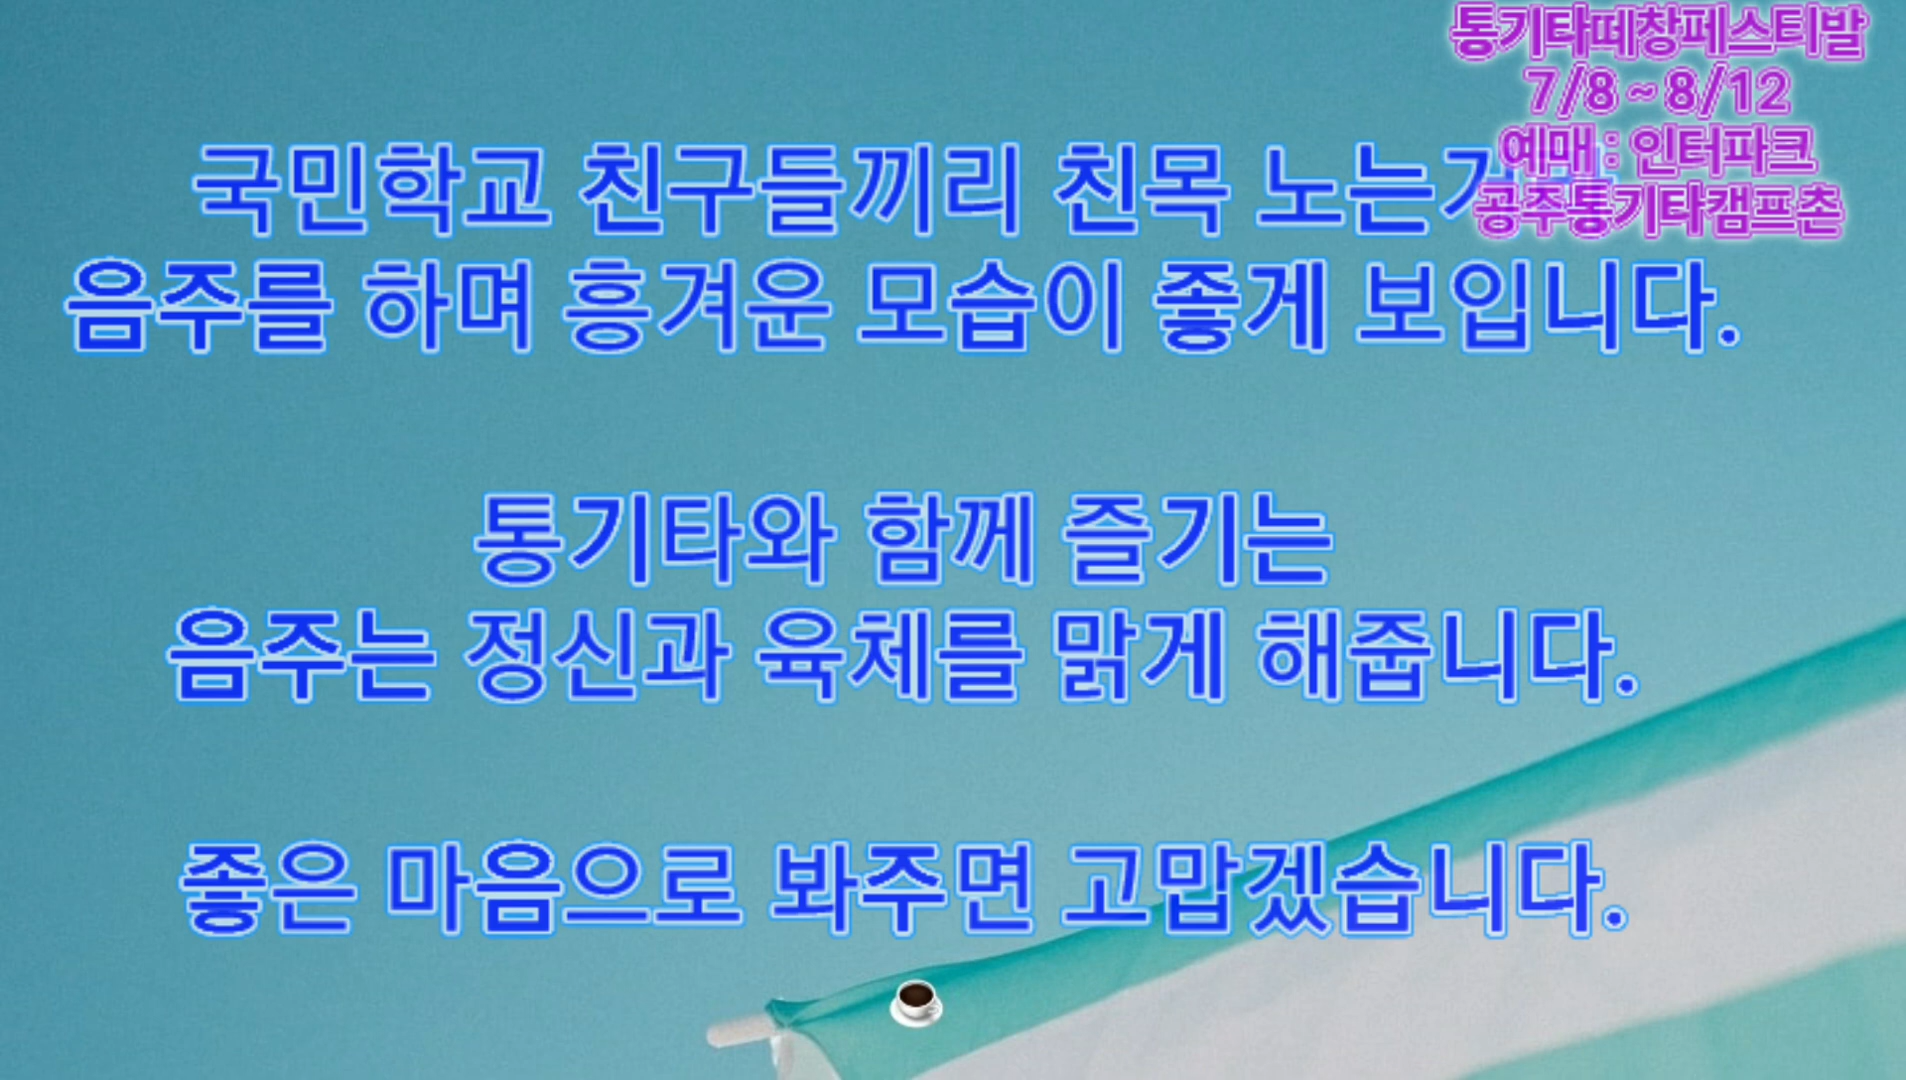 통기타떼창페스티발
7/8 ~ 8/12
예매 : 인터파크
공주통기타캠프촌
국민학교 친구들끼리 친목
음주를 하며 흥겨운 모습이 좋게 보입니다.
통기타와 함께 즐기는
음주는 정신과 육체를 맑게 해줍니다.
좋은 마음으로 봐주면 고맙겠습니다.